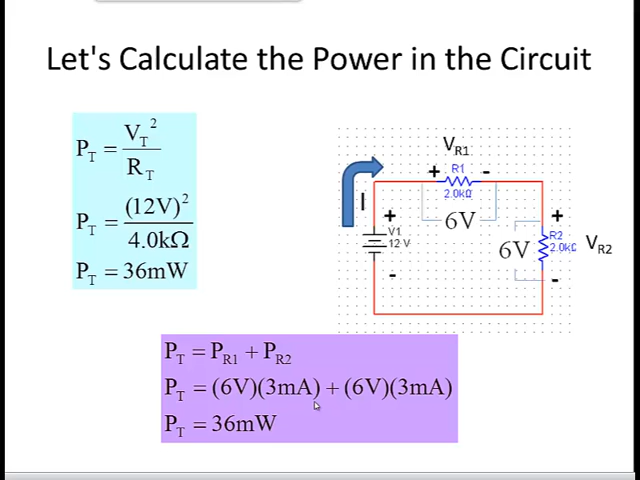 Let's Calculate the Power in the Circuit
P_T = V_T² / R_T
P_T = (12V)² / 4.0kΩ
P_T = 36mW
V_R1
+ R1 -
2.0kΩ
6V
I
+
V1
12 V
-
+
R2
2.0kΩ
6V
V_R2
-
P_T = P_R1 + P_R2
P_T = (6V)(3mA) + (6V)(3mA)
P_T = 36mW